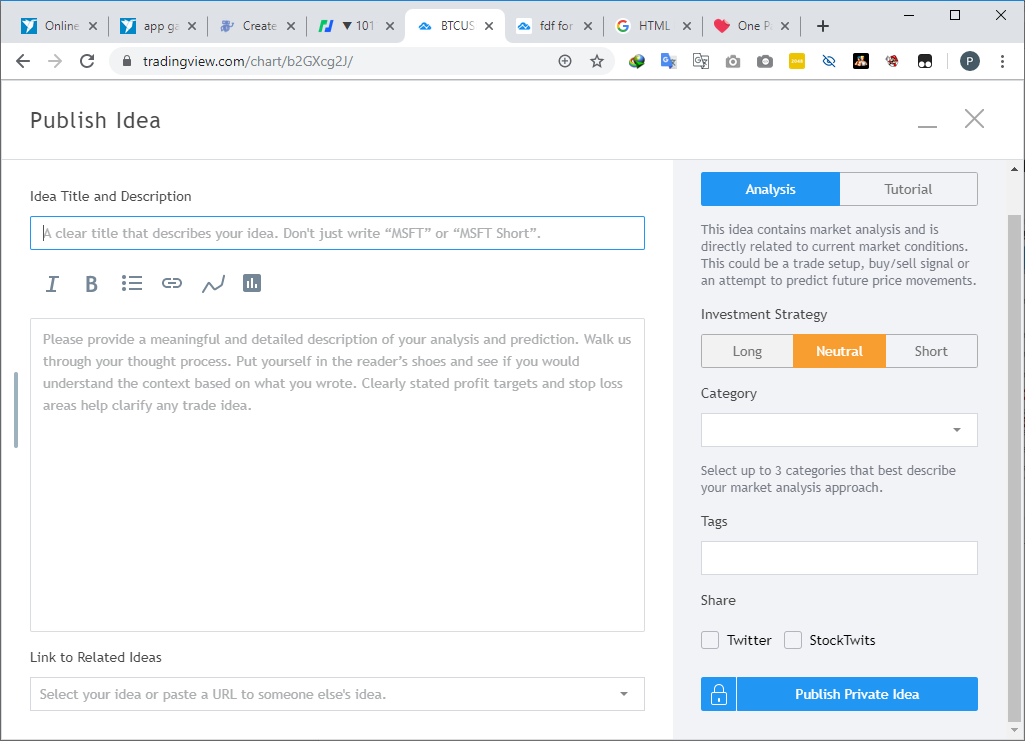 Online
app ga
Create
▼ 101
BTCUS
fdf for
HTML
One Pa
tradingview.com/chart/b2GXcg2J/
P
Publish Idea
Idea Title and Description
A clear title that describes your idea. Don't just write “MSFT” or “MSFT Short”.
I B
Please provide a meaningful and detailed description of your analysis and prediction. Walk us
through your thought process. Put yourself in the reader’s shoes and see if you would
understand the context based on what you wrote. Clearly stated profit targets and stop loss
areas help clarify any trade idea.
Link to Related Ideas
Select your idea or paste a URL to someone else's idea.
Analysis
Tutorial
This idea contains market analysis and is
directly related to current market conditions.
This could be a trade setup, buy/sell signal or
an attempt to predict future price movements.
Investment Strategy
Long
Neutral
Short
Category
Select up to 3 categories that best describe
your market analysis approach.
Tags
Share
Twitter
StockTwits
Publish Private Idea